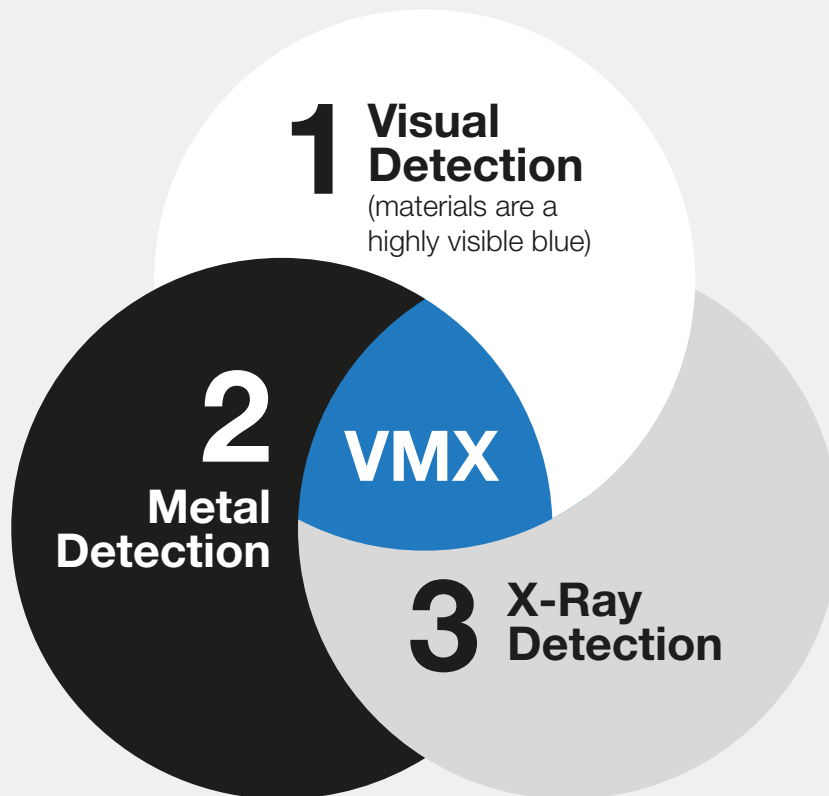 1 Visual
Detection
(materials are a
highly visible blue)
2
Metal
Detection
VMX
3 X-Ray
Detection